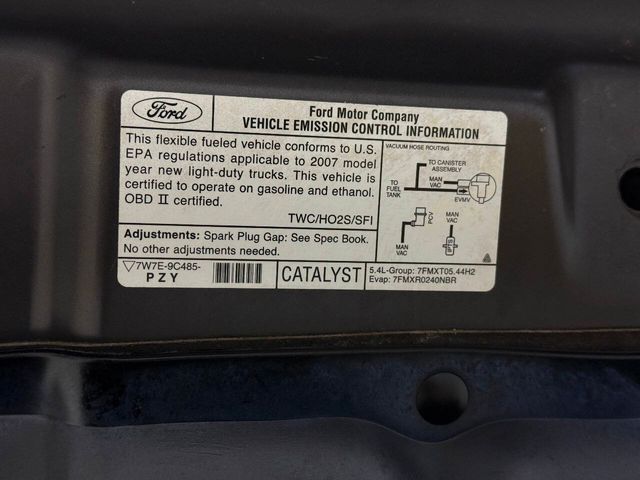 Ford
Ford Motor Company
VEHICLE EMISSION CONTROL INFORMATION
This flexible fueled vehicle conforms to U.S.
EPA regulations applicable to 2007 model
year new light-duty trucks. This vehicle is
certified to operate on gasoline and ethanol.
OBD II certified.
TWC/HO2S/SFI
Adjustments: Spark Plug Gap: See Spec Book.
No other adjustments needed.
VACUUM HOSE ROUTING
TO CANISTER
ASSEMBLY
TO
FUEL
TANK
MAN
VAC
EVMV
PCV
MAN
VAC
MAN
VAC
7W7E-9C485-
PZY
CATALYST
5.4L-Group: 7FMXT05.44H2
Evap: 7FMXR0240NBR